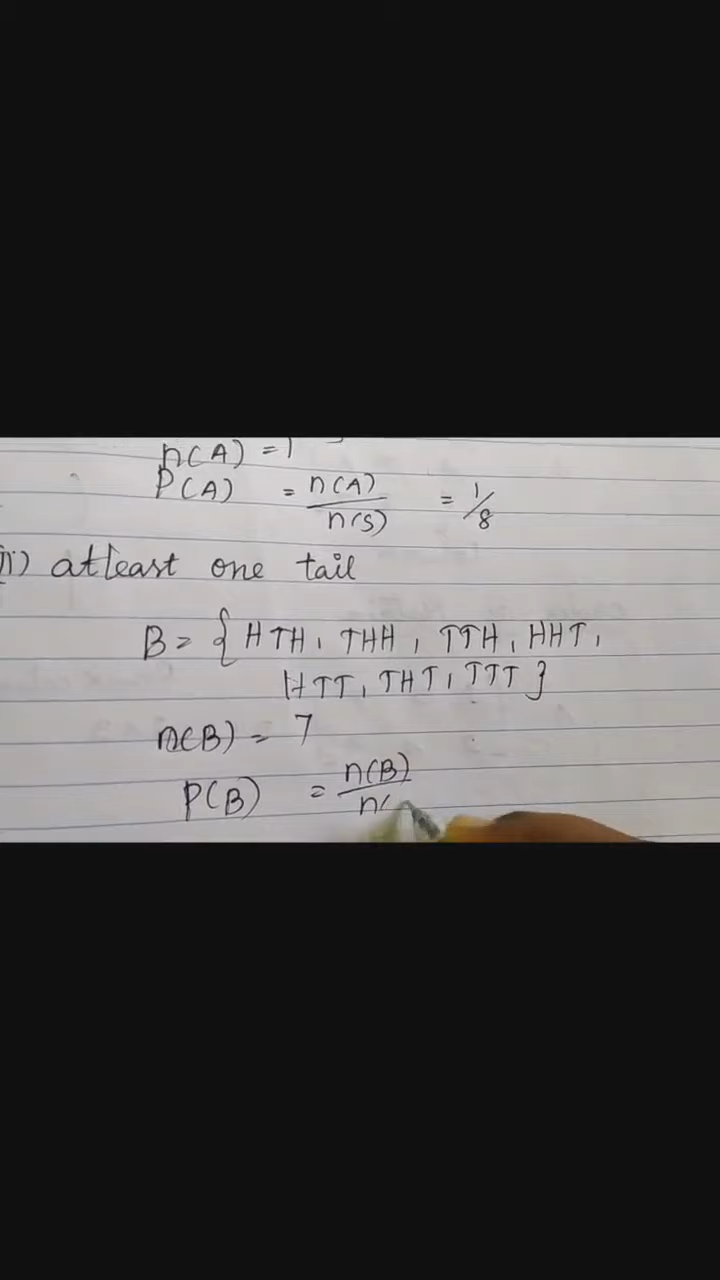 n(A) = 1
P(A) = n(A)/n(S) = 1/8
ii) atleast one tail
B = { HTH, THH, TTH, HHT,
HTT, THT, TTT }
n(B) = 7
P(B) = n(B)/n(